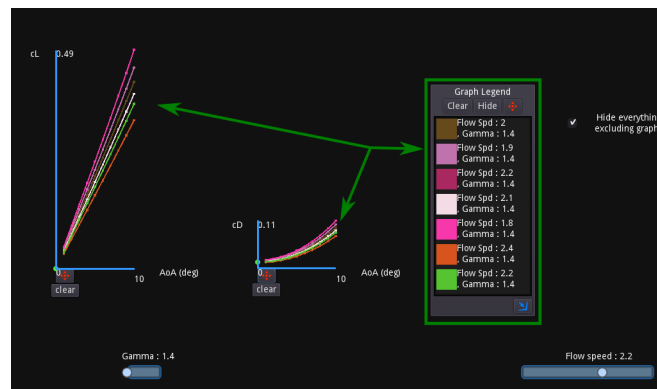 cL
0.49
0.
10
AoA (deg)
clear
cD
0.11
0
10
AoA (deg)
clear
Graph Legend
Clear Hide
Flow Spd : 2
, Gamma : 1.4
Flow Spd : 1.9
, Gamma : 1.4
Flow Spd : 2.2
, Gamma : 1.4
Flow Spd : 2.1
, Gamma : 1.4
Flow Spd : 1.8
, Gamma : 1.4
Flow Spd : 2.4
, Gamma : 1.4
Flow Spd : 2.2
, Gamma : 1.4
Hide everythin
excluding graph
Gamma : 1.4
Flow speed : 2.2